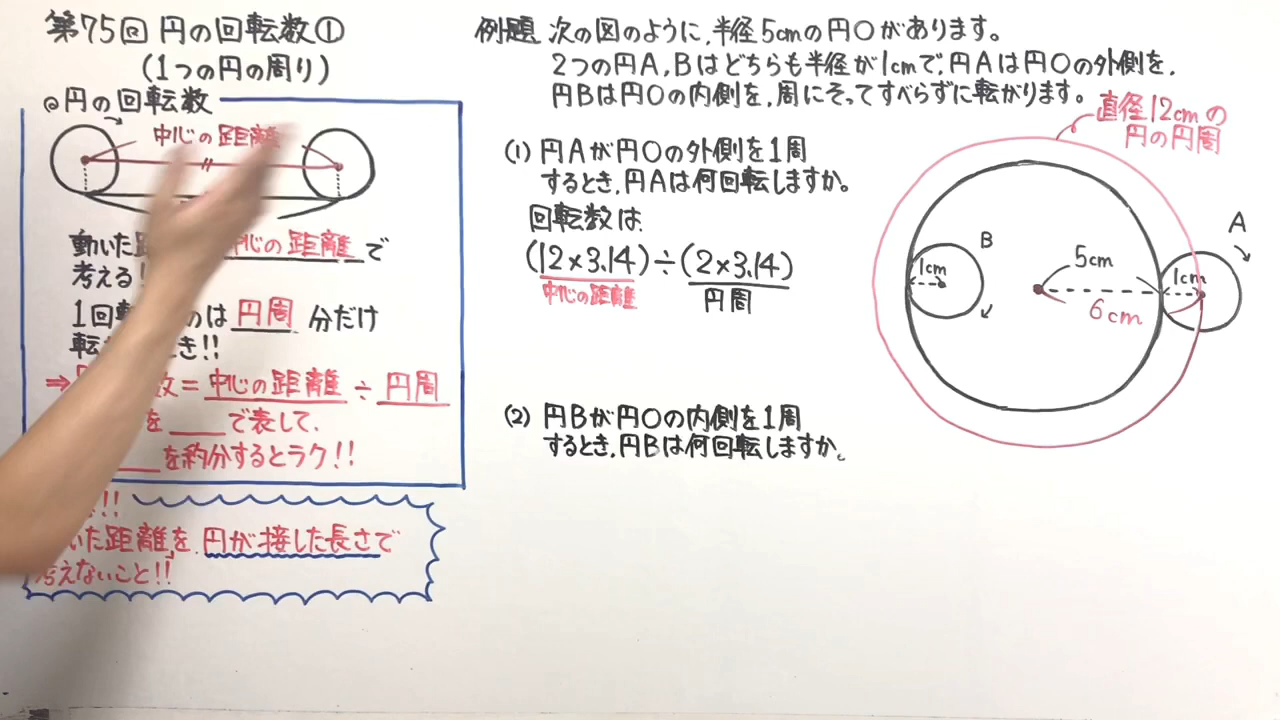 第75回 円の回転数①
(1つの円の周り)
◎円の回転数
中心の距離
動いた 中心の距離 で
考える!!
1回転 のは 円周 分だけ
転 き!!
⇒ 数=中心の距離÷円周
を で表して、
を約分するとラク!!
!!
いた距離を、円が接した長さで
考えないこと!!
例題 次の図のように、半径5cmの円Oがあります。
2つの円A,Bはどちらも半径が1cmで、円Aは円Oの外側を、
円Bは円Oの内側を、周にそってすべらずに転がります。
(1) 円Aが円Oの外側を1周
するとき、円Aは何回転しますか。
回転数は、
(12×3.14)÷(2×3.14)
中心の距離
円周
(2) 円Bが円Oの内側を1周
するとき、円Bは何回転しますか。
直径12cmの
円の円周
A
B
1cm
5cm
1cm
6cm